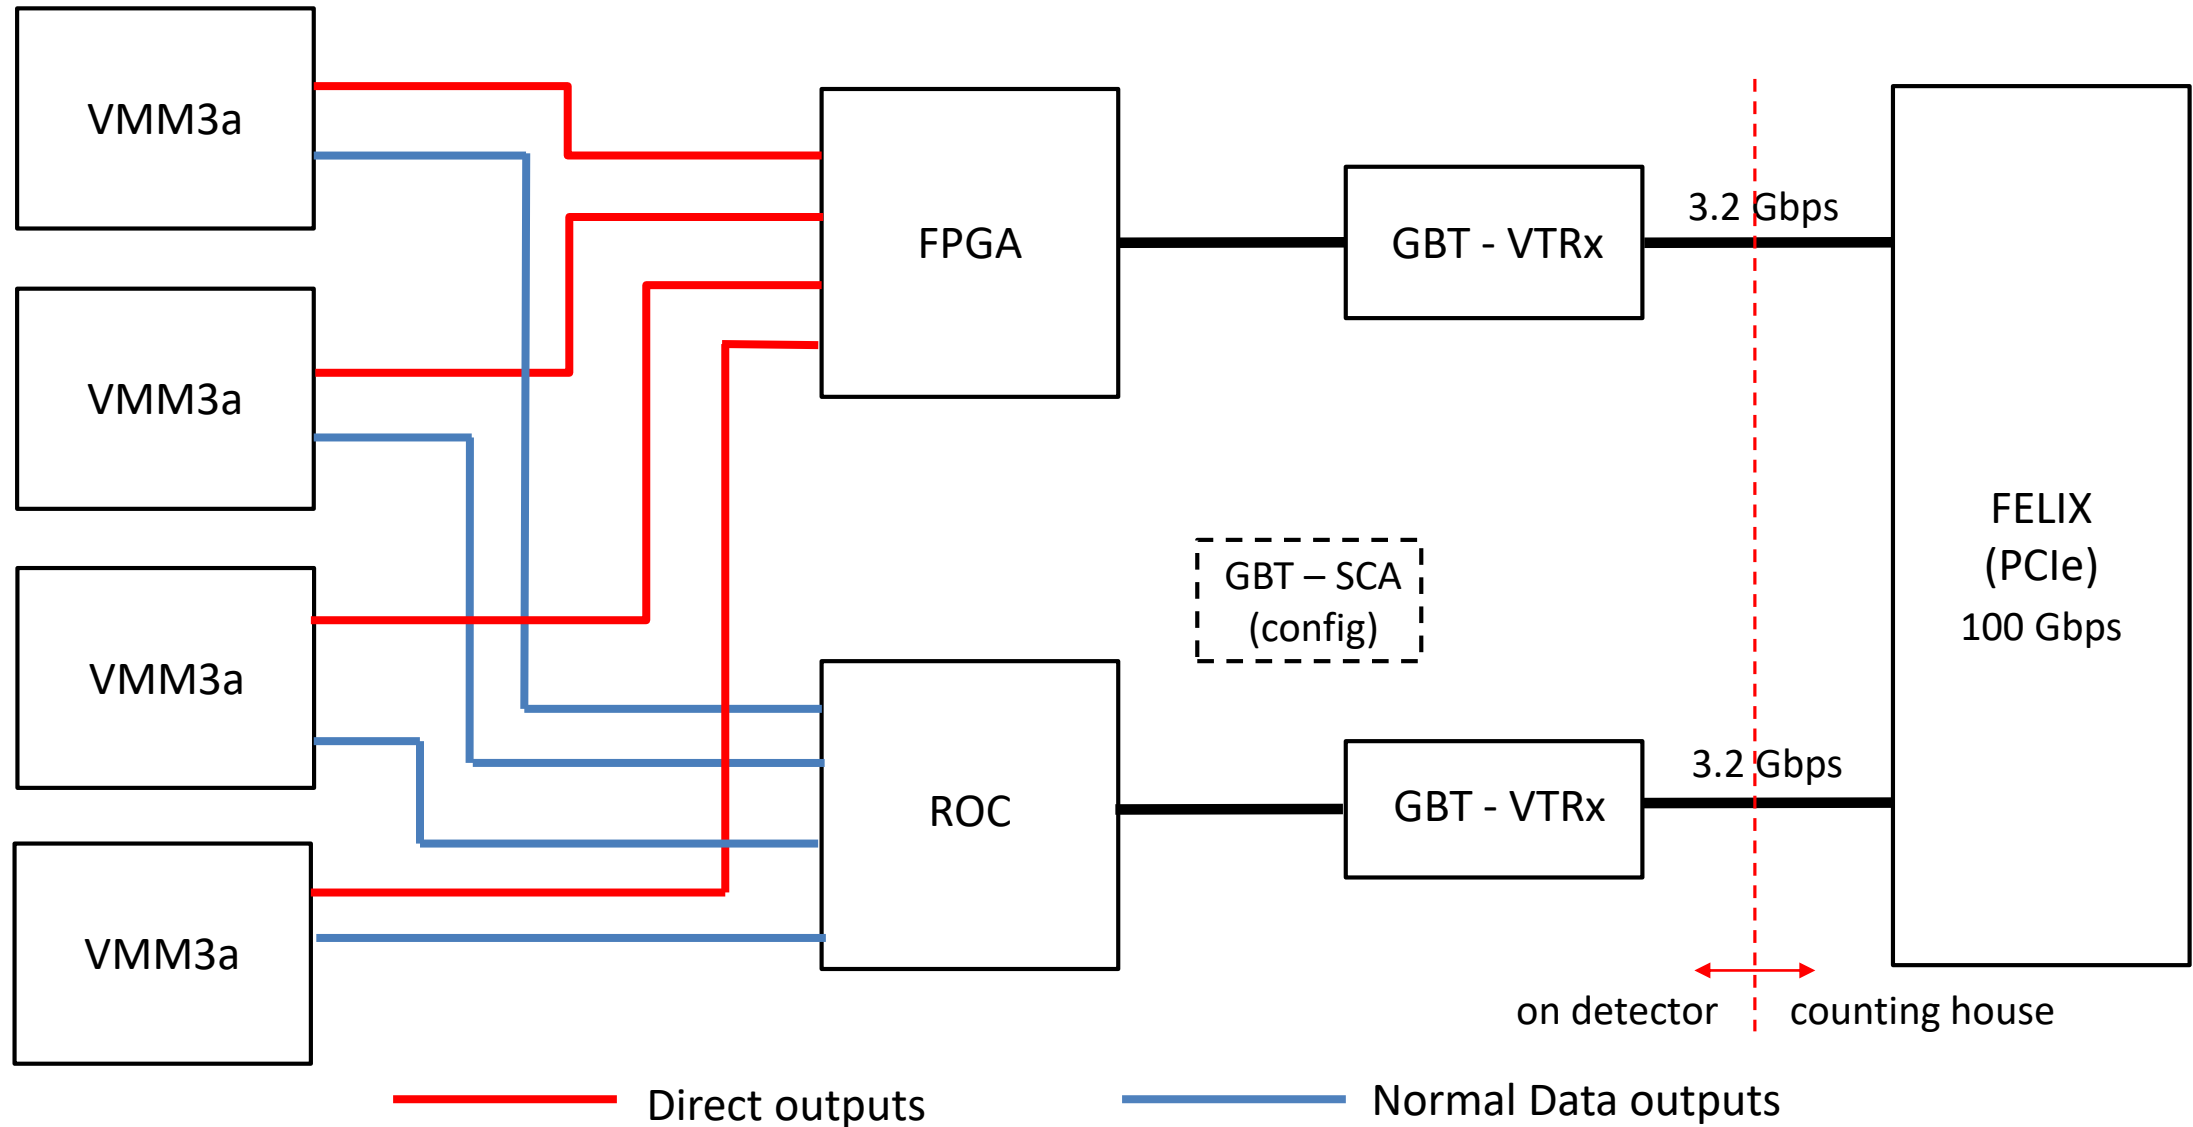 VMM3a
VMM3a
VMM3a
VMM3a
FPGA
ROC
GBT - VTRx
GBT – SCA
(config)
GBT - VTRx
3.2 Gbps
3.2 Gbps
FELIX
(PCIe)
100 Gbps
on detector
counting house
Direct outputs
Normal Data outputs